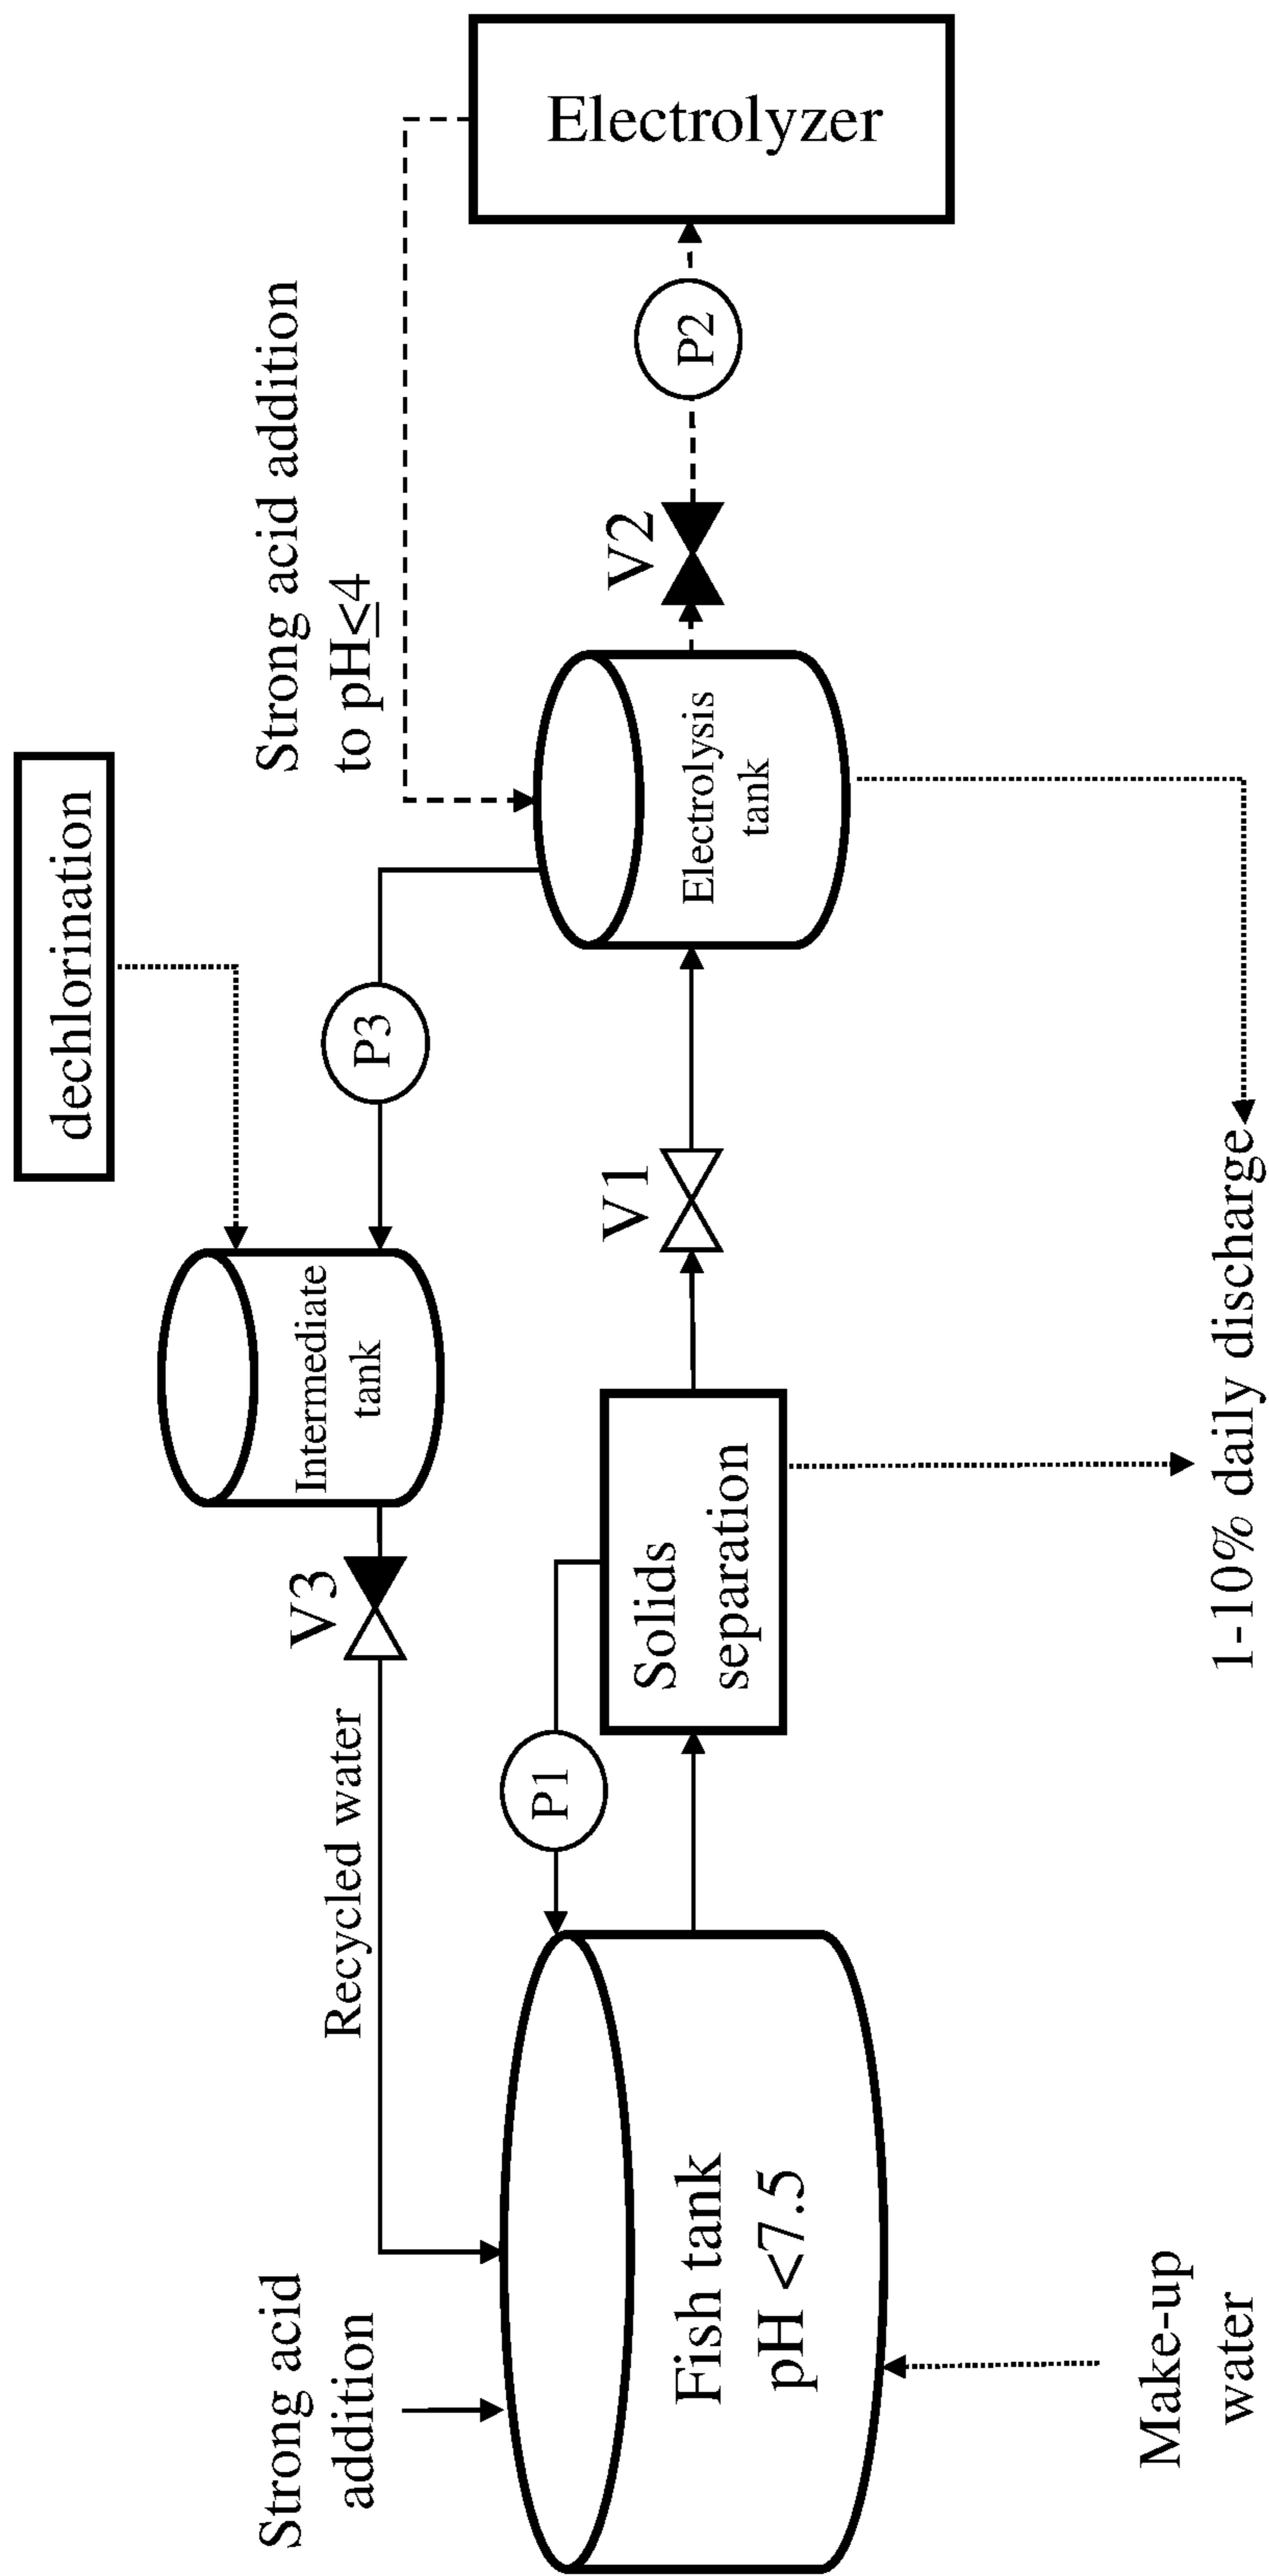 dechlorination
Strong acid addition
to pH≤4
Electrolyzer
P3
P2
V2
Intermediate
tank
Electrolysis
tank
V3
V1
Recycled water
P1
Solids
separation
Strong acid
addition
Fish tank
pH <7.5
Make-up
water
1-10% daily discharge